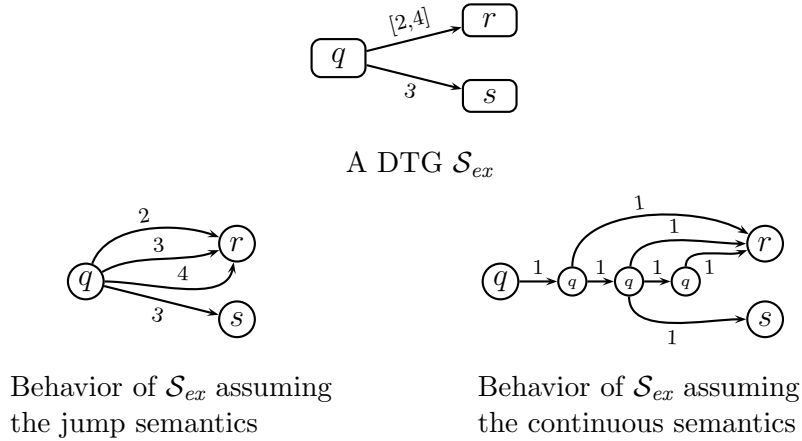 [2,4]
r
q
3
s
A DTG 𝒮ex
2
3
r
4
q
3
s
1
1
r
q 1 q 1 q 1 q 1
s
1
Behavior of 𝒮ex assuming
the jump semantics
Behavior of 𝒮ex assuming
the continuous semantics